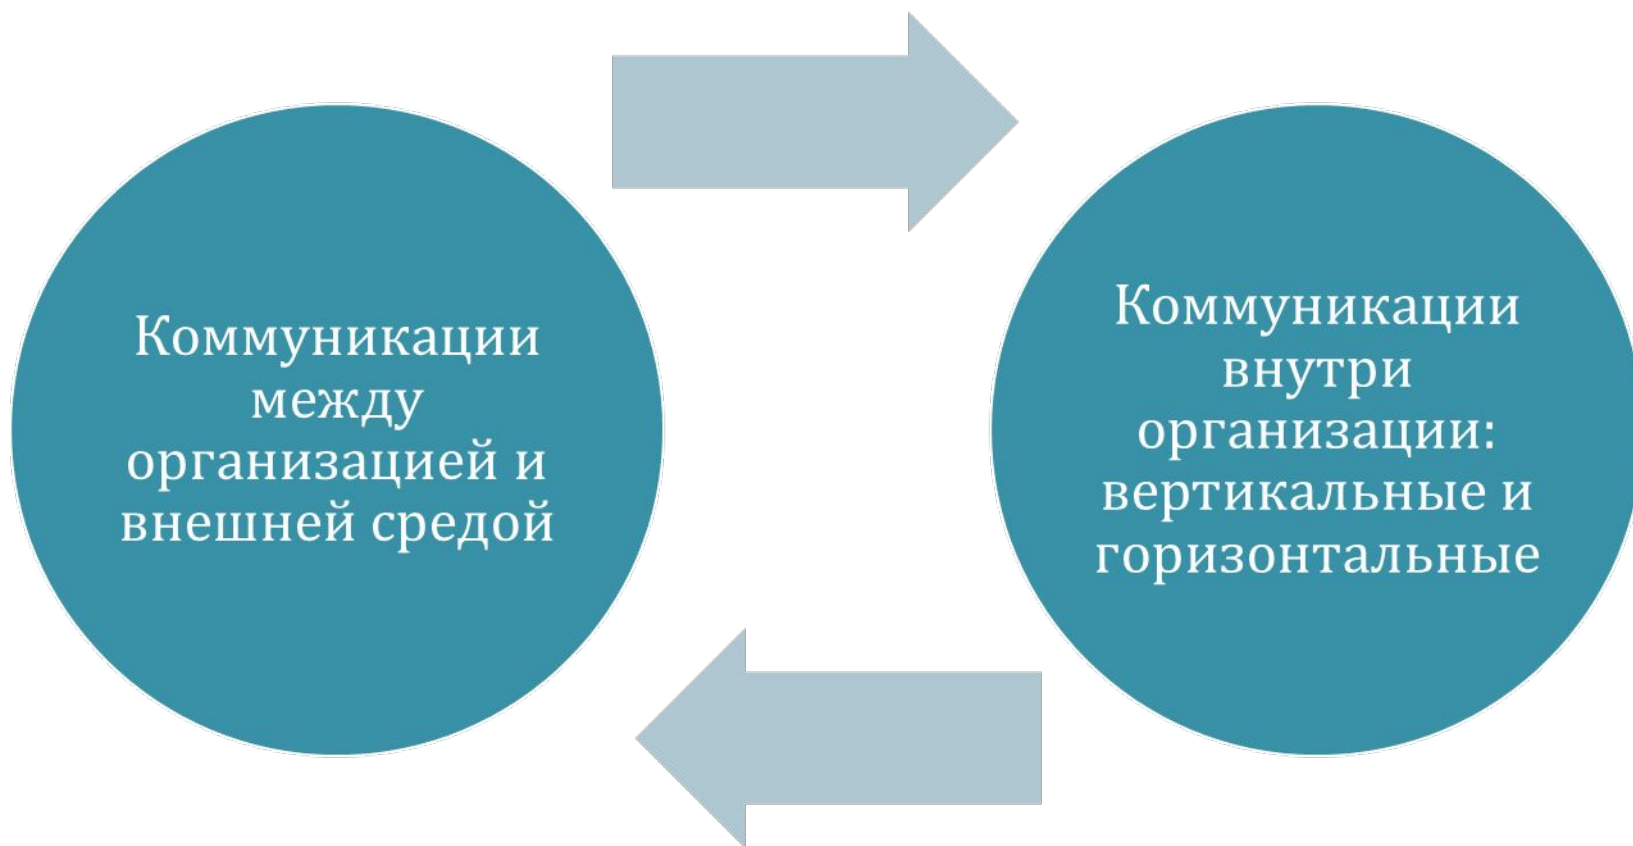 Коммуникации
между
организацией и
внешней средой
Коммуникации
внутри
организации:
вертикальные и
горизонтальные